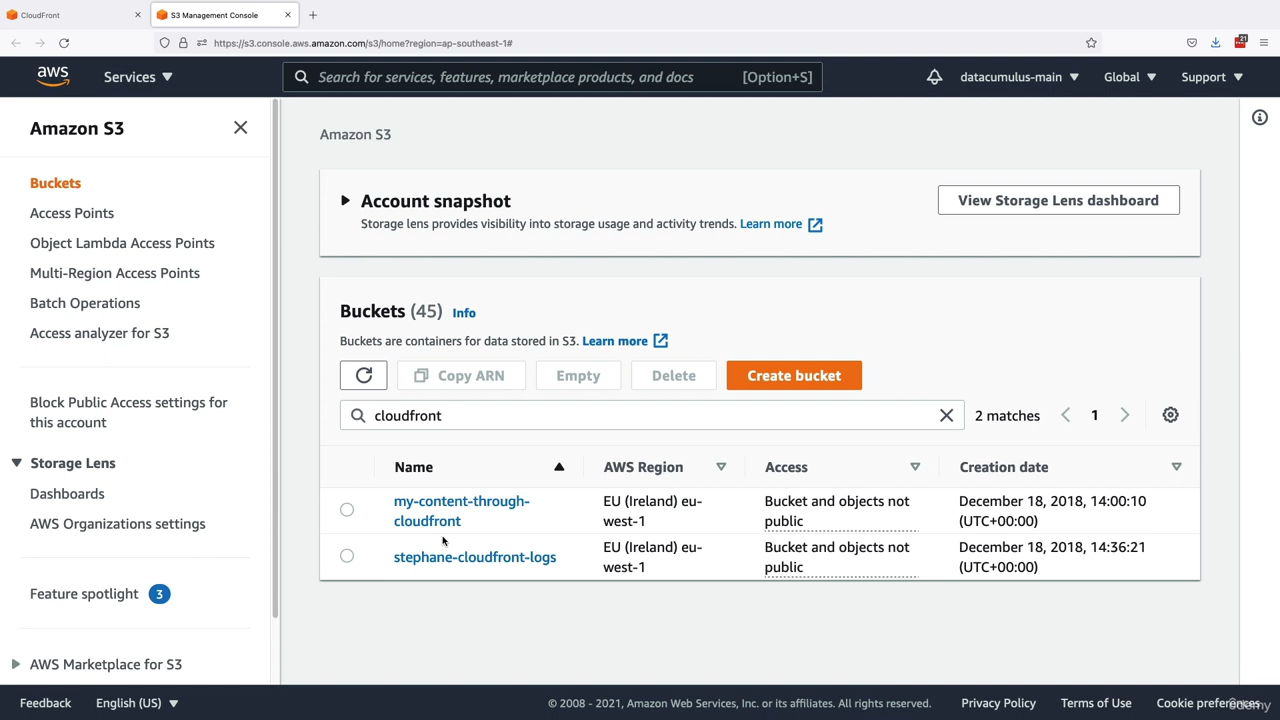 CloudFront
S3 Management Console
https://s3.console.aws.amazon.com/s3/home?region=ap-southeast-1#
21
aws
Services
Search for services, features, marketplace products, and docs
[Option+S]
datacumulus-main
Global
Support
Amazon S3
Buckets
Access Points
Object Lambda Access Points
Multi-Region Access Points
Batch Operations
Access analyzer for S3
Block Public Access settings for
this account
Storage Lens
Dashboards
AWS Organizations settings
Feature spotlight 3
AWS Marketplace for S3
Amazon S3
Account snapshot
Storage lens provides visibility into storage usage and activity trends. Learn more
View Storage Lens dashboard
Buckets (45) Info
Buckets are containers for data stored in S3. Learn more
Copy ARN
Empty
Delete
Create bucket
cloudfront
2 matches
1
Name
AWS Region
Access
Creation date
my-content-through-
cloudfront
EU (Ireland) eu-
west-1
Bucket and objects not
public
December 18, 2018, 14:00:10
(UTC+00:00)
stephane-cloudfront-logs
EU (Ireland) eu-
west-1
Bucket and objects not
public
December 18, 2018, 14:36:21
(UTC+00:00)
Feedback
English (US)
© 2008 - 2021, Amazon Web Services, Inc. or its affiliates. All rights reserved.
Privacy Policy
Terms of Use
Cookie preferences
Udemy